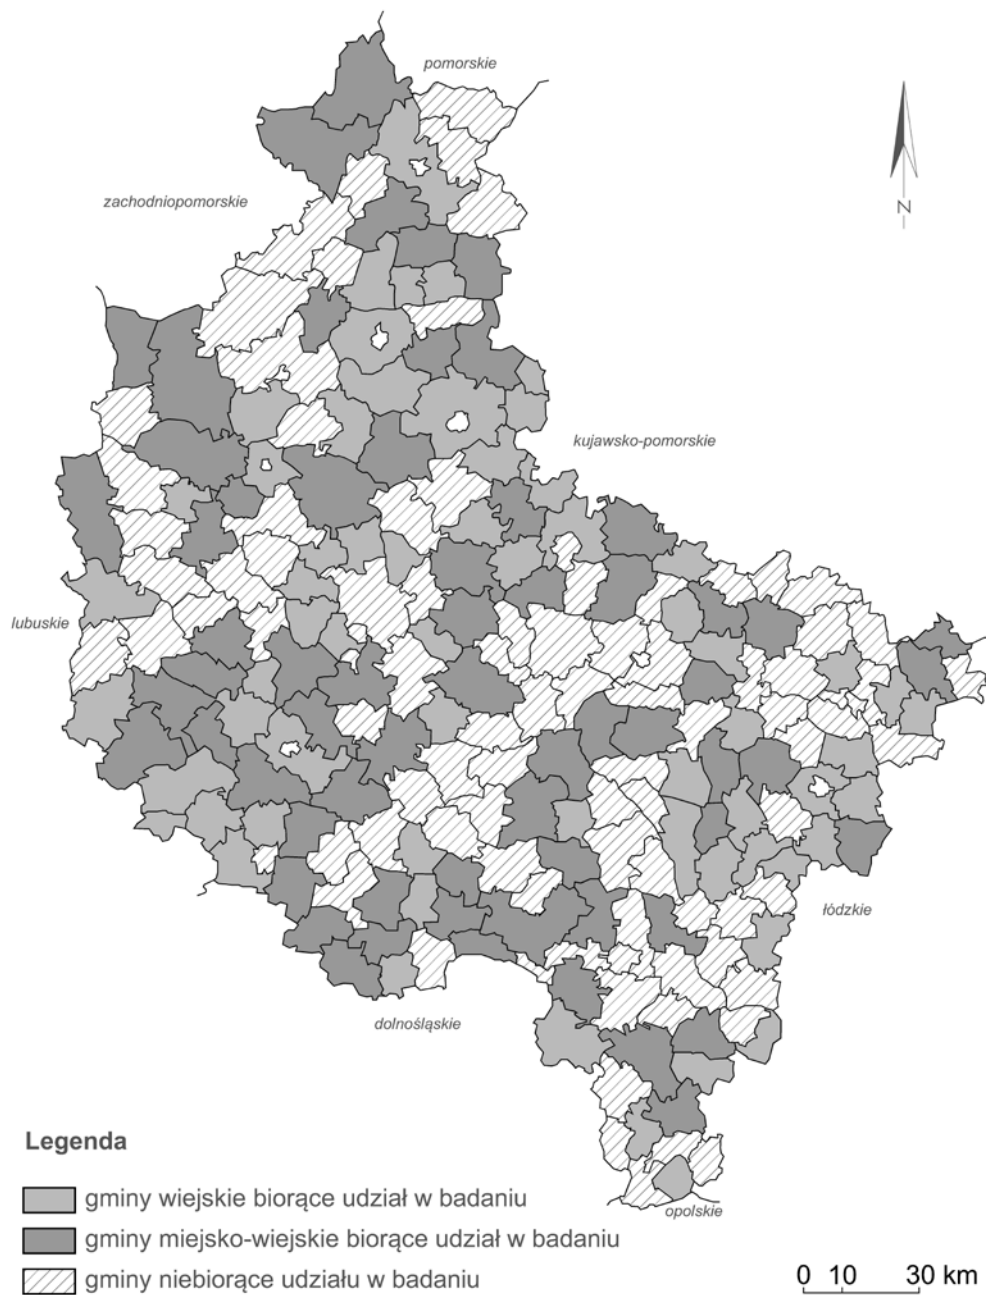 pomorskie
zachodniopomorskie
N
kujawsko-pomorskie
lubuskie
łódzkie
dolnośląskie
Legenda
gminy wiejskie biorące udział w badaniu
gminy miejsko-wiejskie biorące udział w badaniu
gminy niebiorące udziału w badaniu
opolskie
0 10 30 km